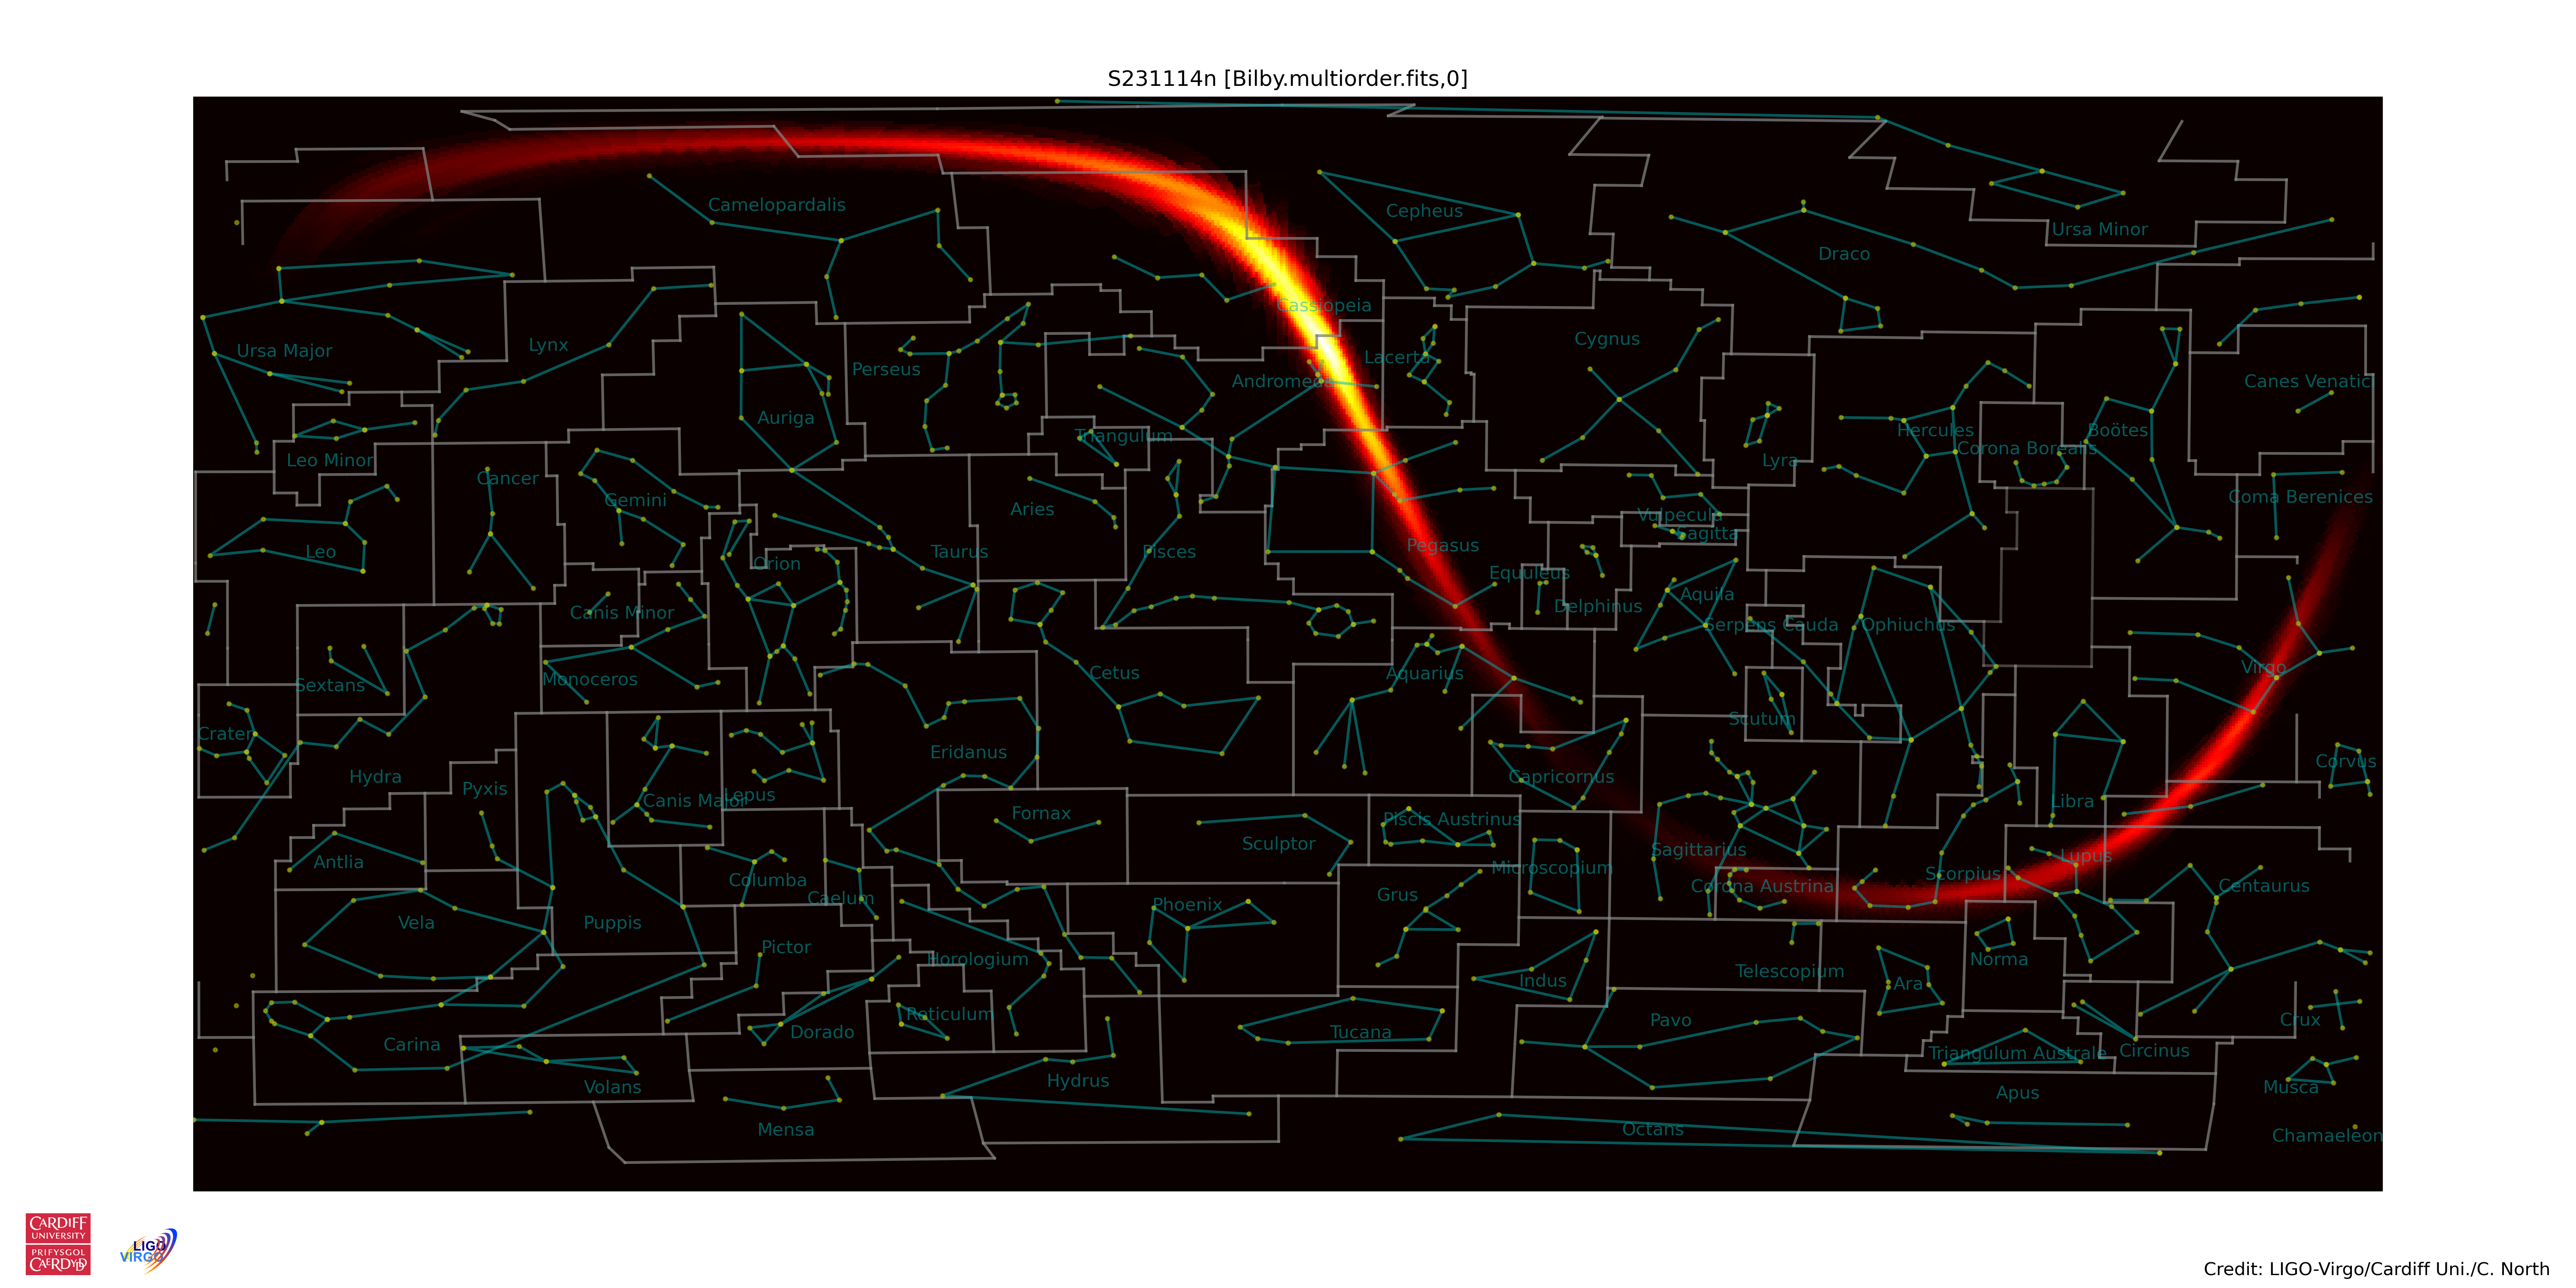 S231114n [Bilby.multiorder.fits,0]
Camelopardalis
Cepheus
Ursa Minor
Draco
Cassiopeia
Cygnus
Lynx
Ursa Major
Lacerta
Perseus
Andromeda
Canes Venatici
Auriga
Hercules
Boötes
Triangulum
Corona Borealis
Leo Minor
Lyra
Cancer
Gemini
Coma Berenices
Aries
Vulpecula
Sagitta
Pegasus
Leo
Taurus
Pisces
Orion
Equuleus
Aquila
Delphinus
Canis Minor
Serpens Cauda
Ophiuchus
Virgo
Cetus
Aquarius
Monoceros
Sextans
Scutum
Crater
Eridanus
Corvus
Hydra
Capricornus
Pyxis
Lepus
Canis Major
Libra
Fornax
Piscis Austrinus
Sculptor
Sagittarius
Lupus
Antlia
Microscopium
Scorpius
Columba
Corona Austrina
Centaurus
Grus
Caelum
Phoenix
Vela
Puppis
Pictor
Horologium
Norma
Telescopium
Indus
Ara
Reticulum
Pavo
Crux
Dorado
Tucana
Carina
Circinus
Triangulum Australe
Hydrus
Volans
Musca
Apus
Mensa
Octans
Chamaeleon
CARDIFF
UNIVERSITY
PRIFYSGOL
CAERDYDD
LIGO
VIRGO
Credit: LIGO-Virgo/Cardiff Uni./C. North